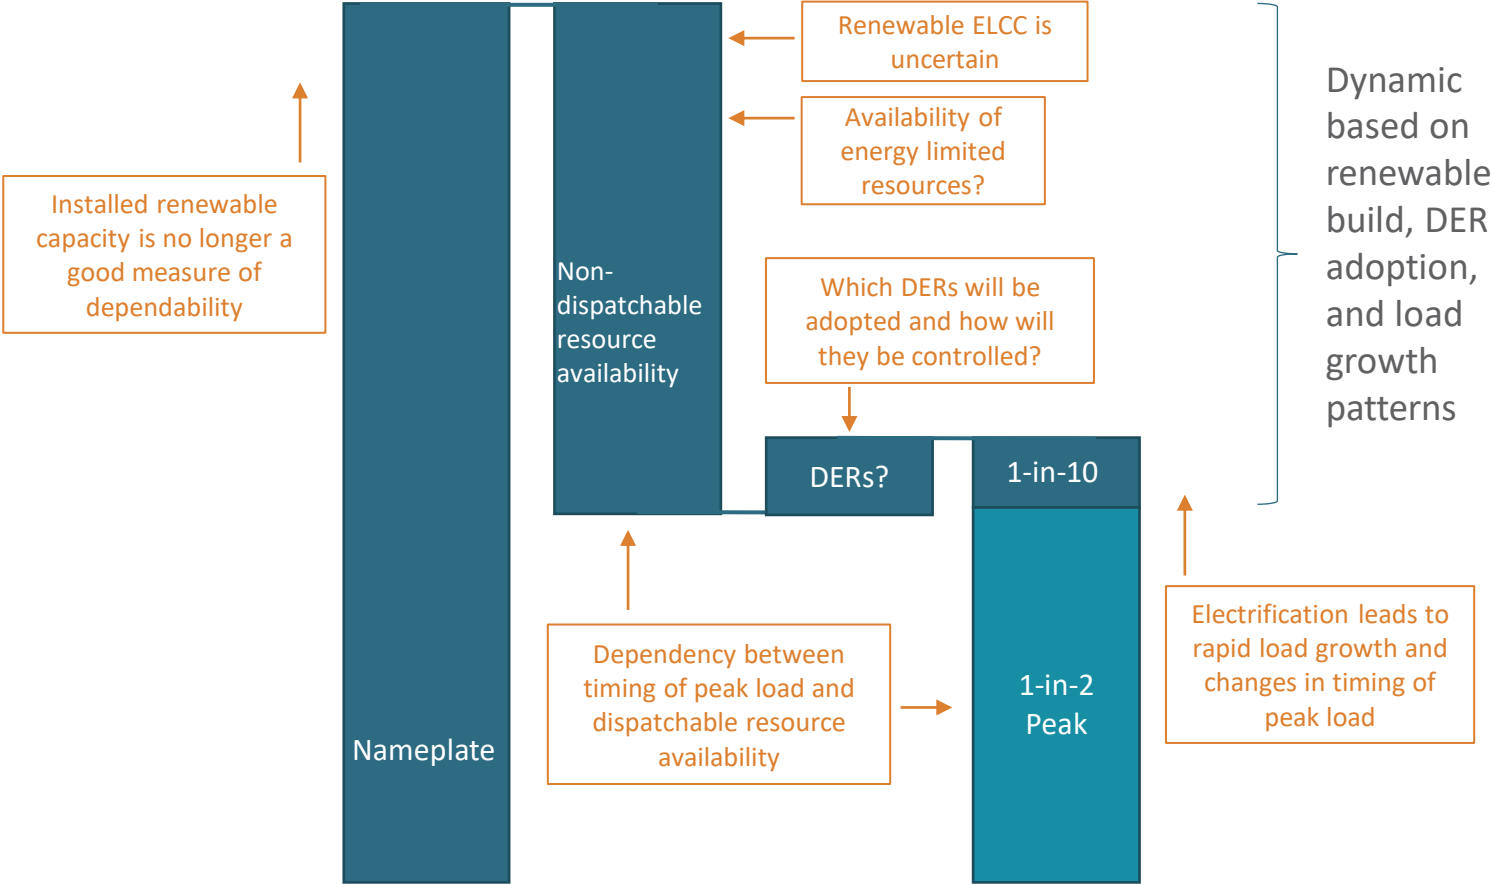 Renewable ELCC is
uncertain
Availability of
energy limited
resources?
Dynamic
based on
renewable
build, DER
adoption,
and load
growth
patterns
Installed renewable
capacity is no longer a
good measure of
dependability
Non-
dispatchable
resource
availability
Which DERs will be
adopted and how will
they be controlled?
DERs?
1-in-10
Nameplate
Dependency between
timing of peak load and
dispatchable resource
availability
1-in-2
Peak
Electrification leads to
rapid load growth and
changes in timing of
peak load